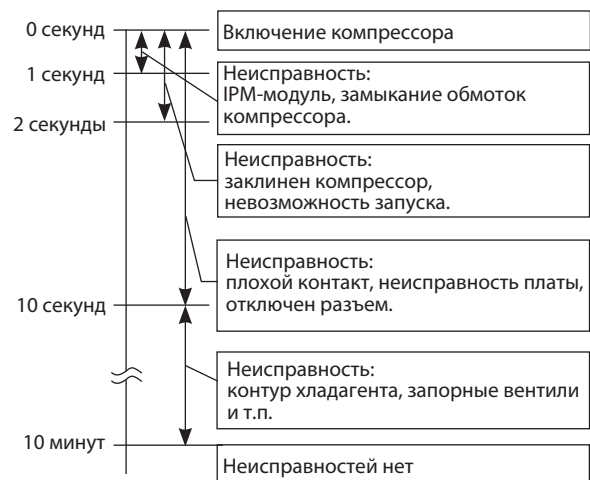 0 секунд
Включение компрессора
1 секунд
Неисправность:
IPM-модуль, замыкание обмоток
компрессора.
2 секунды
Неисправность:
заклинен компрессор,
невозможность запуска.
Неисправность:
плохой контакт, неисправность платы,
отключен разъем.
10 секунд
Неисправность:
контур хладагента, запорные вентили
и т.п.
10 минут
Неисправностей нет